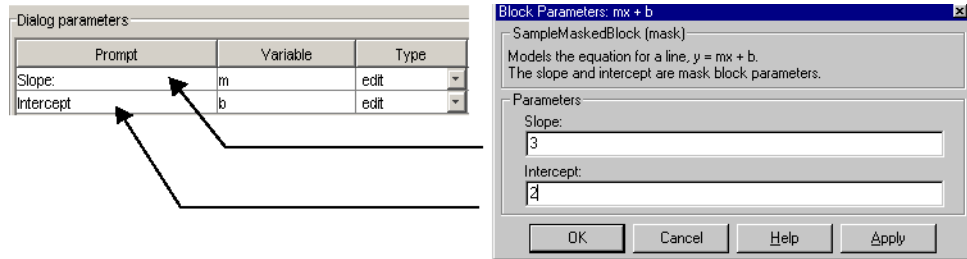 Dialog parameters
Prompt Variable Type
Slope: m edit
Intercept b edit
Block Parameters: mx + b
SampleMaskedBlock (mask)
Models the equation for a line, y = mx + b.
The slope and intercept are mask block parameters.
Parameters
Slope:
3
Intercept:
2
OK Cancel Help Apply